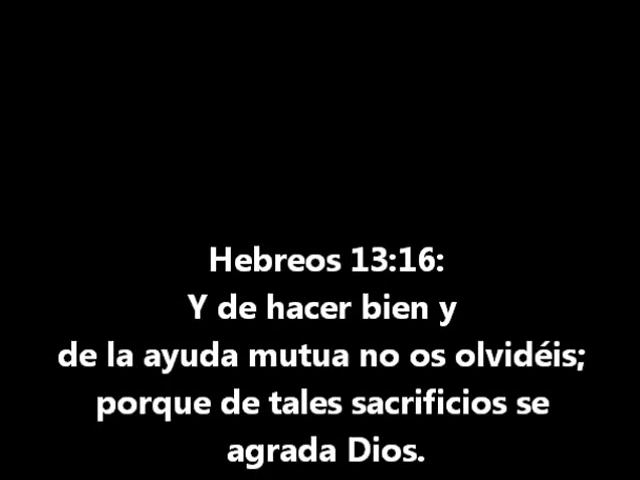 Hebreos 13:16:
Y de hacer bien y
de la ayuda mutua no os olvidéis;
porque de tales sacrificios se
agrada Dios.